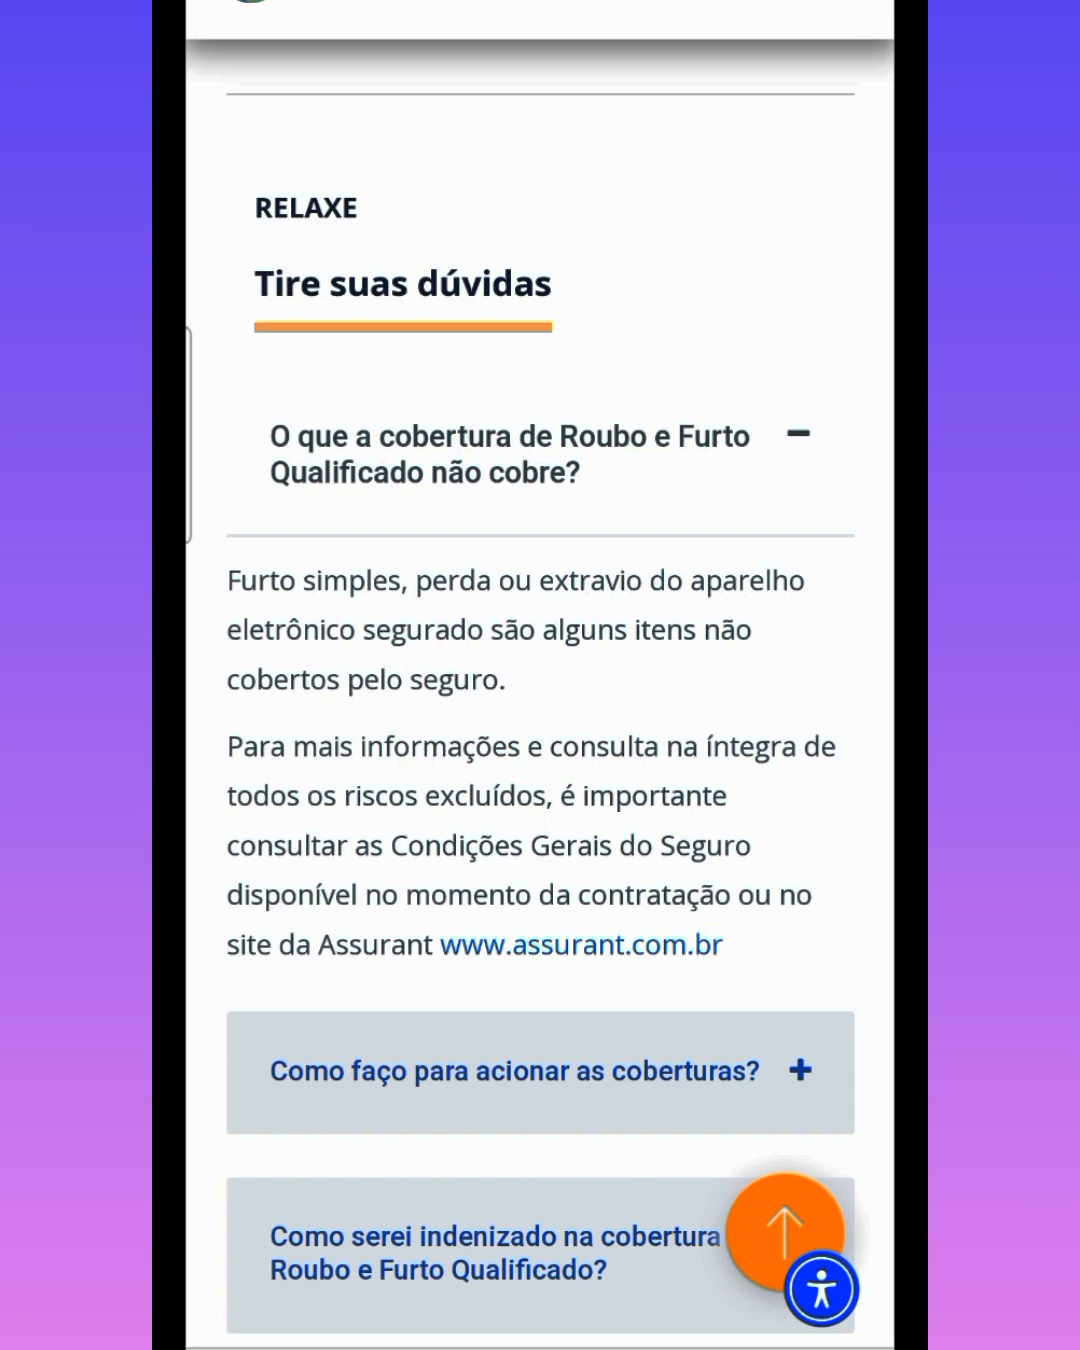 RELAXE
Tire suas dúvidas
O que a cobertura de Roubo e Furto
Qualificado não cobre?
Furto simples, perda ou extravio do aparelho
eletrônico segurado são alguns itens não
cobertos pelo seguro.
Para mais informações e consulta na íntegra de
todos os riscos excluídos, é importante
consultar as Condições Gerais do Seguro
disponível no momento da contratação ou no
site da Assurant www.assurant.com.br
Como faço para acionar as coberturas?
Como serei indenizado na cobertura
Roubo e Furto Qualificado?